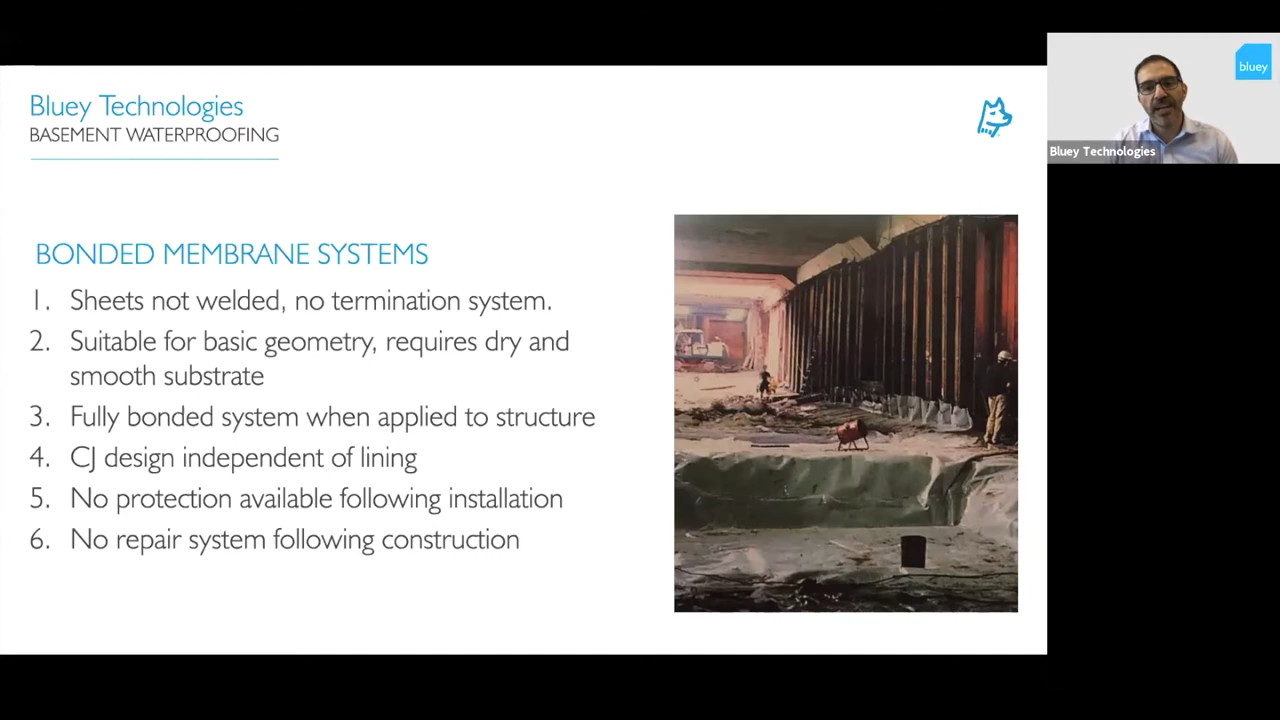 Bluey Technologies
BASEMENT WATERPROOFING
BONDED MEMBRANE SYSTEMS
1. Sheets not welded, no termination system.
2. Suitable for basic geometry, requires dry and
smooth substrate
3. Fully bonded system when applied to structure
4. CJ design independent of lining
5. No protection available following installation
6. No repair system following construction
bluey
Bluey Technologies